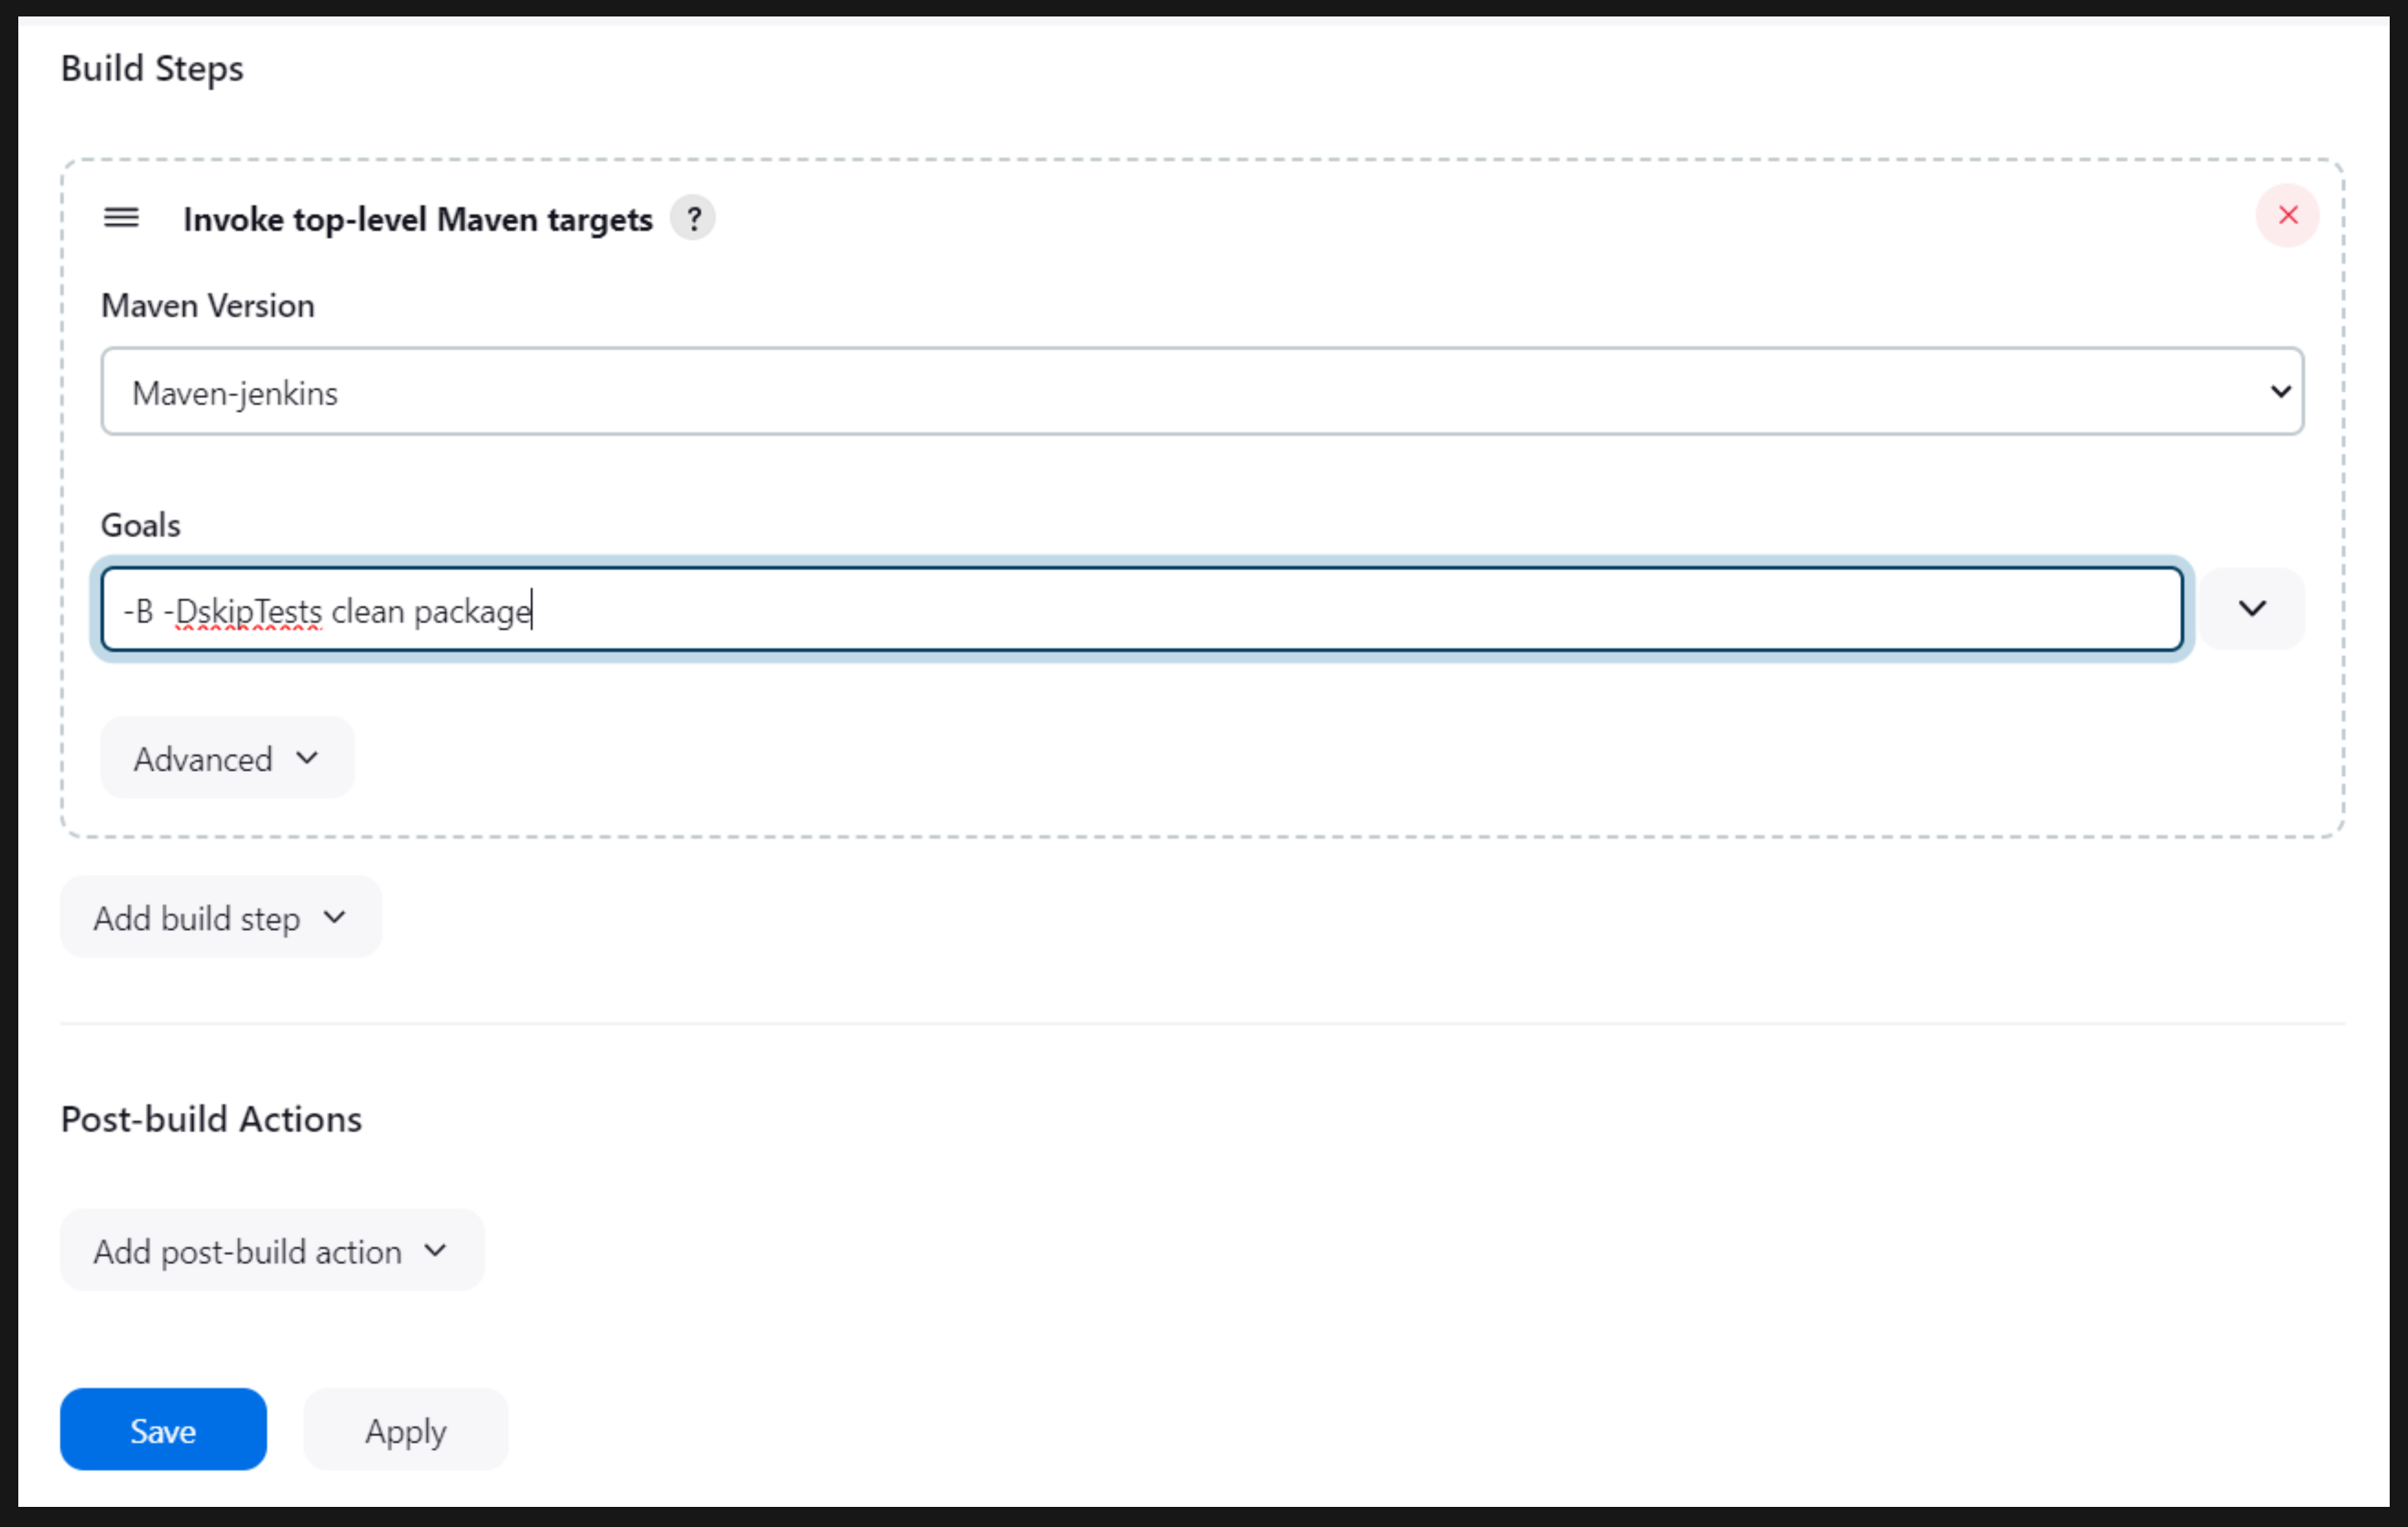 Build Steps
Invoke top-level Maven targets ?
Maven Version
Maven-jenkins
Goals
-B -DskipTests clean package
Advanced
Add build step
Post-build Actions
Add post-build action
Save Apply